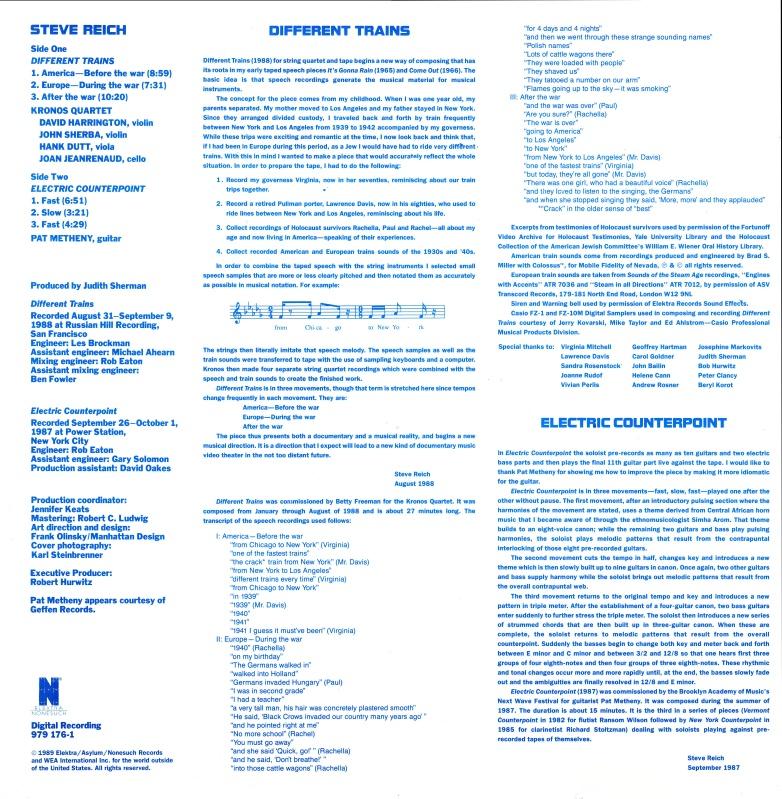 STEVE REICH
Side One
DIFFERENT TRAINS
1. America—Before the war (8:59)
2. Europe—During the war (7:31)
3. After the war (10:20)
KRONOS QUARTET
DAVID HARRINGTON, violin
JOHN SHERBA, violin
HANK DUTT, viola
JOAN JEANRENAUD, cello
Side Two
ELECTRIC COUNTERPOINT
1. Fast (6:51)
2. Slow (3:21)
3. Fast (4:29)
PAT METHENY, guitar
Produced by Judith Sherman
Different Trains
Recorded August 31—September 9,
1988 at Russian Hill Recording,
San Francisco
Engineer: Les Brockman
Assistant engineer: Michael Ahearn
Mixing engineer: Rob Eaton
Assistant mixing engineer:
Ben Fowler
Electric Counterpoint
Recorded September 26—October 1,
1987 at Power Station,
New York City
Engineer: Rob Eaton
Assistant engineer: Gary Solomon
Production assistant: David Oakes
Production coordinator:
Jennifer Keats
Mastering: Robert C. Ludwig
Art direction and design:
Frank Olinsky/Manhattan Design
Cover photography:
Karl Steinbrenner
Executive Producer:
Robert Hurwitz
Pat Metheny appears courtesy of
Geffen Records.
N
ELEKTRA
NONESUCH
Digital Recording
979 176-1
© 1989 Elektra/Asylum/Nonesuch Records
and WEA International Inc. for the world outside
of the United States. All rights reserved.
DIFFERENT TRAINS
Different Trains (1988) for string quartet and tape begins a new way of composing that has
its roots in my early taped speech pieces It's Gonna Rain (1965) and Come Out (1966). The
basic idea is that speech recordings generate the musical material for musical
instruments.
The concept for the piece comes from my childhood. When I was one year old, my
parents separated. My mother moved to Los Angeles and my father stayed in New York.
Since they arranged divided custody, I traveled back and forth by train frequently
between New York and Los Angeles from 1939 to 1942 accompanied by my governess.
While these trips were exciting and romantic at the time, I now look back and think that,
if I had been in Europe during this period, as a Jew I would have had to ride very different
trains. With this in mind I wanted to make a piece that would accurately reflect the whole
situation. In order to prepare the tape, I had to do the following:
1. Record my governess Virginia, now in her seventies, reminiscing about our train
trips together.
2. Record a retired Pullman porter, Lawrence Davis, now in his eighties, who used to
ride lines between New York and Los Angeles, reminiscing about his life.
3. Collect recordings of Holocaust survivors Rachella, Paul and Rachel—all about my
age and now living in America—speaking of their experiences.
4. Collect recorded American and European trains sounds of the 1930s and '40s.
In order to combine the taped speech with the string instruments I selected small
speech samples that are more or less clearly pitched and then notated them as accurately
as possible in musical notation. For example:
from Chi-ca - go to New Yo - rk
The strings then literally imitate that speech melody. The speech samples as well as the
train sounds were transferred to tape with the use of sampling keyboards and a computer.
Kronos then made four separate string quartet recordings which were combined with the
speech and train sounds to create the finished work.
Different Trains is in three movements, though that term is stretched here since tempos
change frequently in each movement. They are:
America—Before the war
Europe—During the war
After the war
The piece thus presents both a documentary and a musical reality, and begins a new
musical direction. It is a direction that I expect will lead to a new kind of documentary music
video theater in the not too distant future.
Steve Reich
August 1988
Different Trains was commissioned by Betty Freeman for the Kronos Quartet. It was
composed from January through August of 1988 and is about 27 minutes long. The
transcript of the speech recordings used follows:
I: America—Before the war
"from Chicago to New York" (Virginia)
"one of the fastest trains"
"the crack* train from New York" (Mr. Davis)
"from New York to Los Angeles"
"different trains every time" (Virginia)
"from Chicago to New York"
"in 1939"
"1939" (Mr. Davis)
"1940"
"1941"
"1941 I guess it must've been" (Virginia)
II: Europe—During the war
"1940" (Rachella)
"on my birthday"
"The Germans walked in"
"walked into Holland"
"Germans invaded Hungary" (Paul)
"I was in second grade"
"I had a teacher"
"a very tall man, his hair was concretely plastered smooth"
"He said, 'Black Crows invaded our country many years ago' "
"and he pointed right at me"
"No more school" (Rachel)
"You must go away"
"and she said 'Quick, go!' " (Rachella)
"and he said, 'Don't breathe!' "
"into those cattle wagons" (Rachella)
"for 4 days and 4 nights"
"and then we went through these strange sounding names"
"Polish names"
"Lots of cattle wagons there"
"They were loaded with people"
"They shaved us"
"They tatooed a number on our arm"
"Flames going up to the sky—it was smoking"
III: After the war
"and the war was over" (Paul)
"Are you sure?" (Rachella)
"The war is over"
"going to America"
"to Los Angeles"
"to New York"
"from New York to Los Angeles" (Mr. Davis)
"one of the fastest trains" (Virginia)
"but today, they're all gone" (Mr. Davis)
"There was one girl, who had a beautiful voice" (Rachella)
"and they loved to listen to the singing, the Germans"
"and when she stopped singing they said, 'More, more' and they applauded"
*"Crack" in the older sense of "best"
Excerpts from testimonies of Holocaust survivors used by permission of the Fortunoff
Video Archive for Holocaust Testimonies, Yale University Library and the Holocaust
Collection of the American Jewish Committee's William E. Wiener Oral History Library.
American train sounds come from recordings produced and engineered by Brad S.
Miller with Colossus™, for Mobile Fidelity of Nevada, ℗ & © all rights reserved.
European train sounds are taken from Sounds of the Steam Age recordings, "Engines
with Accents" ATR 7036 and "Steam in all Directions" ATR 7012, by permission of ASV
Transcord Records, 179-181 North End Road, London W12 9NL
Siren and Warning bell used by permission of Elektra Records Sound Effects.
Casio FZ-1 and FZ-10M Digital Samplers used in composing and recording Different
Trains courtesy of Jerry Kovarski, Mike Taylor and Ed Ahlstrom—Casio Professional
Music Products Division.
Special thanks to: Virginia Mitchell Geoffrey Hartman Josephine Markovits
Lawrence Davis Carol Goldner Judith Sherman
Sandra Rosenstock John Bailin Bob Hurwitz
Joanne Rudof Helene Cann Peter Clancy
Vivian Perlis Andrew Rosner Beryl Korot
ELECTRIC COUNTERPOINT
In Electric Counterpoint the soloist pre-records as many as ten guitars and two electric
bass parts and then plays the final 11th guitar part live against the tape. I would like to
thank Pat Metheny for showing me how to improve the piece by making it more idiomatic
for the guitar.
Electric Counterpoint is in three movements—fast, slow, fast—played one after the
other without pause. The first movement, after an introductory pulsing section where the
harmonies of the movement are stated, uses a theme derived from Central African horn
music that I became aware of through the ethnomusicologist Simha Arom. That theme
builds to an eight-voice canon; while the remaining two guitars and bass play pulsing
harmonies, the soloist plays melodic patterns that result from the contrapuntal
interlocking of those eight pre-recorded guitars.
The second movement cuts the tempo in half, changes key and introduces a new
theme which is then slowly built up to nine guitars in canon. Once again, two other guitars
and bass supply harmony while the soloist brings out melodic patterns that result from
the overall contrapuntal web.
The third movement returns to the original tempo and key and introduces a new
pattern in triple meter. After the establishment of a four-guitar canon, two bass guitars
enter suddenly to further stress the triple meter. The soloist then introduces a new series
of strummed chords that are then built up in three-guitar canon. When these are
complete, the soloist returns to melodic patterns that result from the overall
counterpoint. Suddenly the basses begin to change both key and meter back and forth
between E minor and C minor and between 3/2 and 12/8 so that one hears first three
groups of four eighth-notes and then four groups of three eighth-notes. These rhythmic
and tonal changes occur more and more rapidly until, at the end, the basses slowly fade
out and the ambiguities are finally resolved in 12/8 and E minor.
Electric Counterpoint (1987) was commissioned by the Brooklyn Academy of Music's
Next Wave Festival for guitarist Pat Metheny. It was composed during the summer of
1987. The duration is about 15 minutes. It is the third in a series of pieces (Vermont
Counterpoint in 1982 for flutist Ransom Wilson followed by New York Counterpoint in
1985 for clarinetist Richard Stoltzman) dealing with soloists playing against pre-
recorded tapes of themselves.
Steve Reich
September 1987